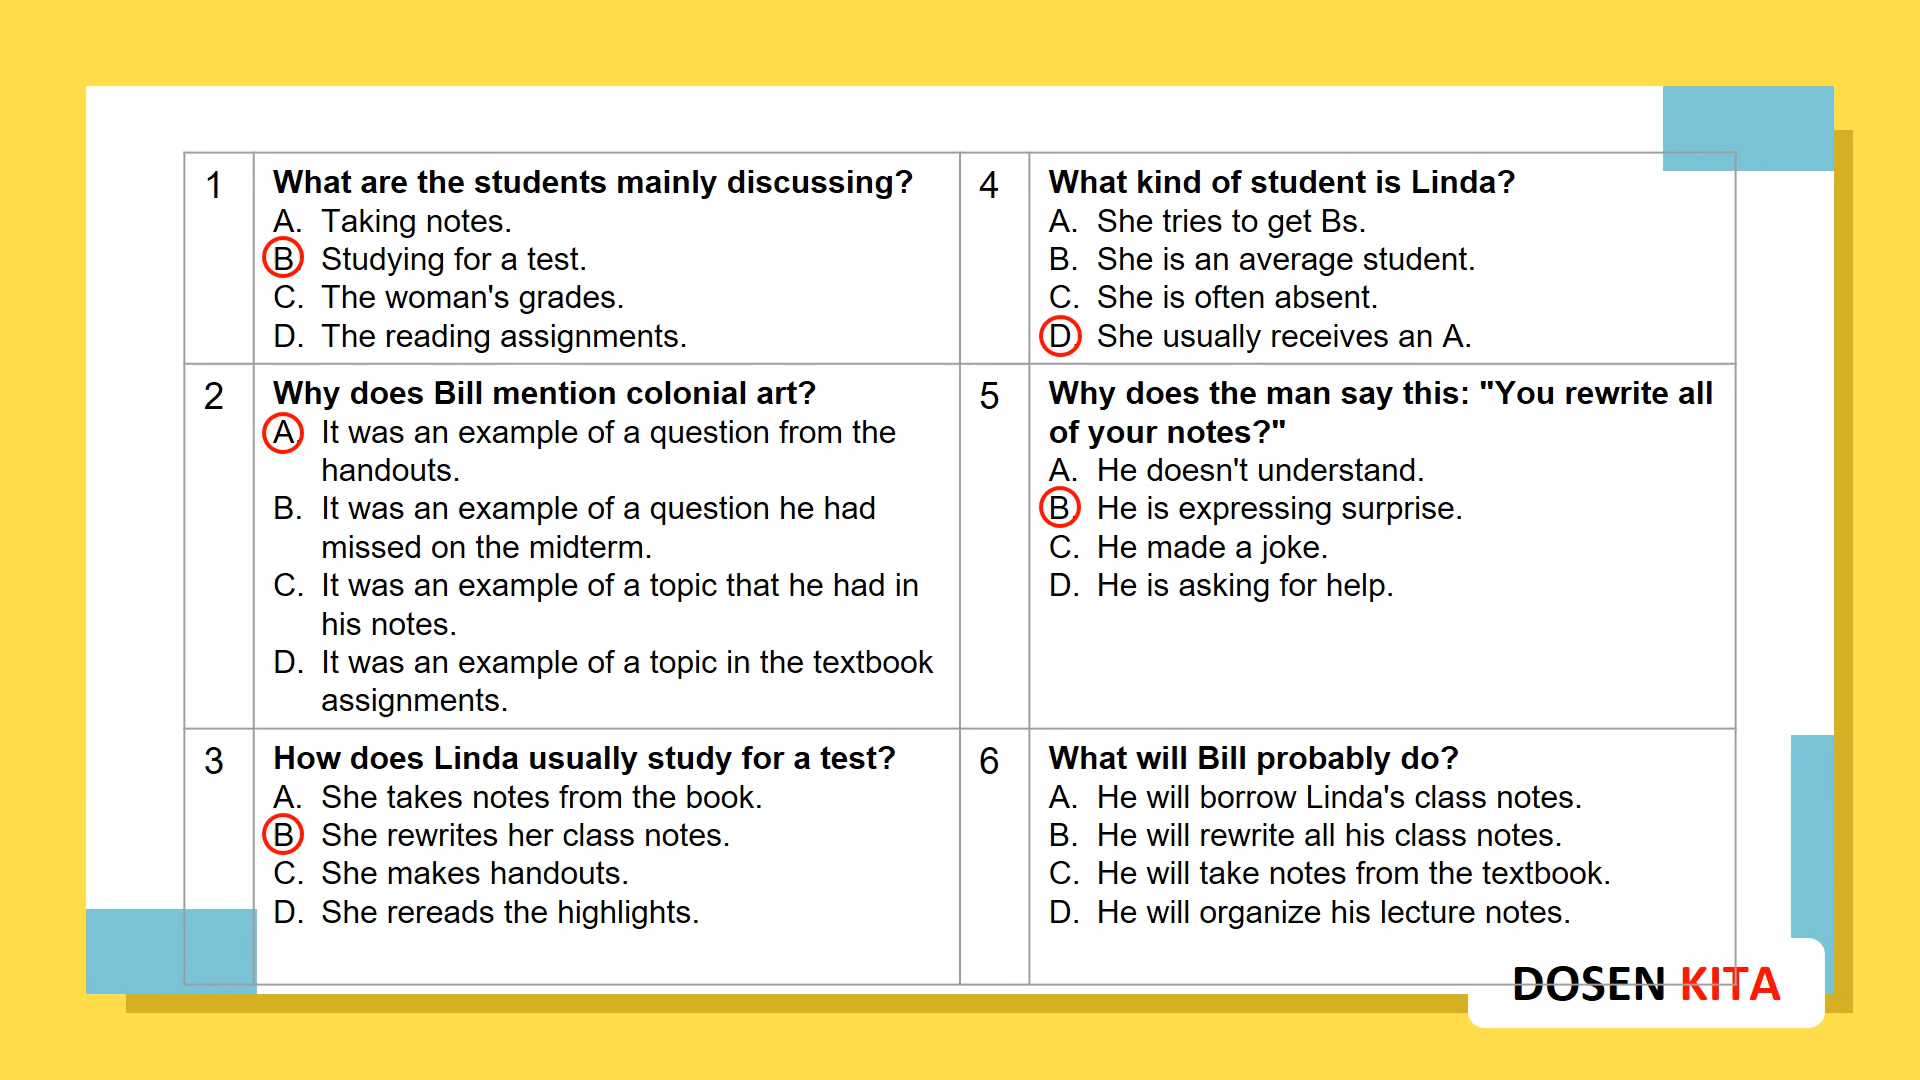 1
What are the students mainly discussing?
A. Taking notes.
B. Studying for a test.
C. The woman's grades.
D. The reading assignments.
2
Why does Bill mention colonial art?
A. It was an example of a question from the
handouts.
B. It was an example of a question he had
missed on the midterm.
C. It was an example of a topic that he had in
his notes.
D. It was an example of a topic in the textbook
assignments.
3
How does Linda usually study for a test?
A. She takes notes from the book.
B. She rewrites her class notes.
C. She makes handouts.
D. She rereads the highlights.
4
What kind of student is Linda?
A. She tries to get Bs.
B. She is an average student.
C. She is often absent.
D. She usually receives an A.
5
Why does the man say this: "You rewrite all
of your notes?"
A. He doesn't understand.
B. He is expressing surprise.
C. He made a joke.
D. He is asking for help.
6
What will Bill probably do?
A. He will borrow Linda's class notes.
B. He will rewrite all his class notes.
C. He will take notes from the textbook.
D. He will organize his lecture notes.
DOSEN KITA